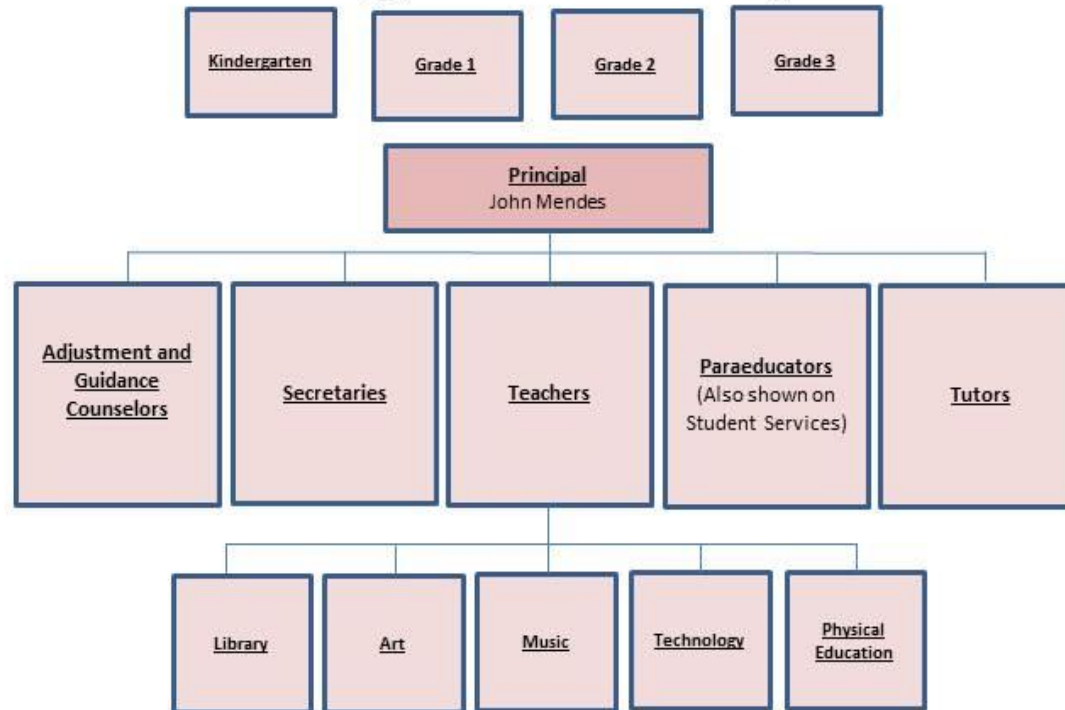 Kindergarten
Grade 1
Grade 2
Grade 3
Principal
John Mendes
Adjustment and
Guidance
Counselors
Secretaries
Teachers
Paraeducators
(Also shown on
Student Services)
Tutors
Library
Art
Music
Technology
Physical
Education